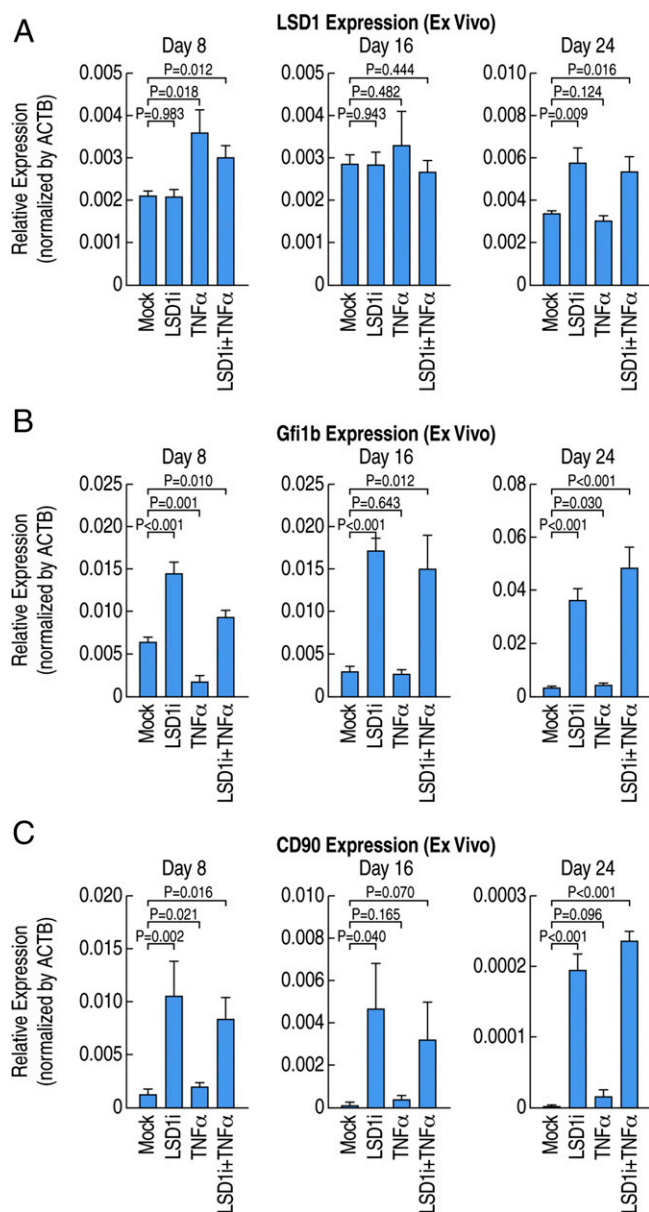 A
LSD1 Expression (Ex Vivo)
Day 8
Day 16
Day 24
Relative Expression
(normalized by ACTB)
0.005
0.004
0.003
0.002
0.001
0
P=0.012
P=0.018
P=0.983
Mock
LSD1i
TNFα
LSD1i+TNFα
0.005
0.004
0.003
0.002
0.001
0
P=0.444
P=0.482
P=0.943
Mock
LSD1i
TNFα
LSD1i+TNFα
0.010
0.008
0.006
0.004
0.002
0
P=0.016
P=0.124
P=0.009
Mock
LSD1i
TNFα
LSD1i+TNFα
B
Gfi1b Expression (Ex Vivo)
Day 8
Day 16
Day 24
Relative Expression
(normalized by ACTB)
0.025
0.020
0.015
0.010
0.005
0
P=0.010
P=0.001
P<0.001
Mock
LSD1i
TNFα
LSD1i+TNFα
0.025
0.020
0.015
0.010
0.005
0
P=0.012
P=0.643
P<0.001
Mock
LSD1i
TNFα
LSD1i+TNFα
0.08
0.06
0.04
0.02
0
P<0.001
P=0.030
P<0.001
Mock
LSD1i
TNFα
LSD1i+TNFα
C
CD90 Expression (Ex Vivo)
Day 8
Day 16
Day 24
Relative Expression
(normalized by ACTB)
0.020
0.015
0.010
0.005
0
P=0.016
P=0.021
P=0.002
Mock
LSD1i
TNFα
LSD1i+TNFα
0.010
0.008
0.006
0.004
0.002
0.000
P=0.070
P=0.165
P=0.040
Mock
LSD1i
TNFα
LSD1i+TNFα
0.0003
0.0002
0.0001
0
P<0.001
P=0.096
P<0.001
Mock
LSD1i
TNFα
LSD1i+TNFα